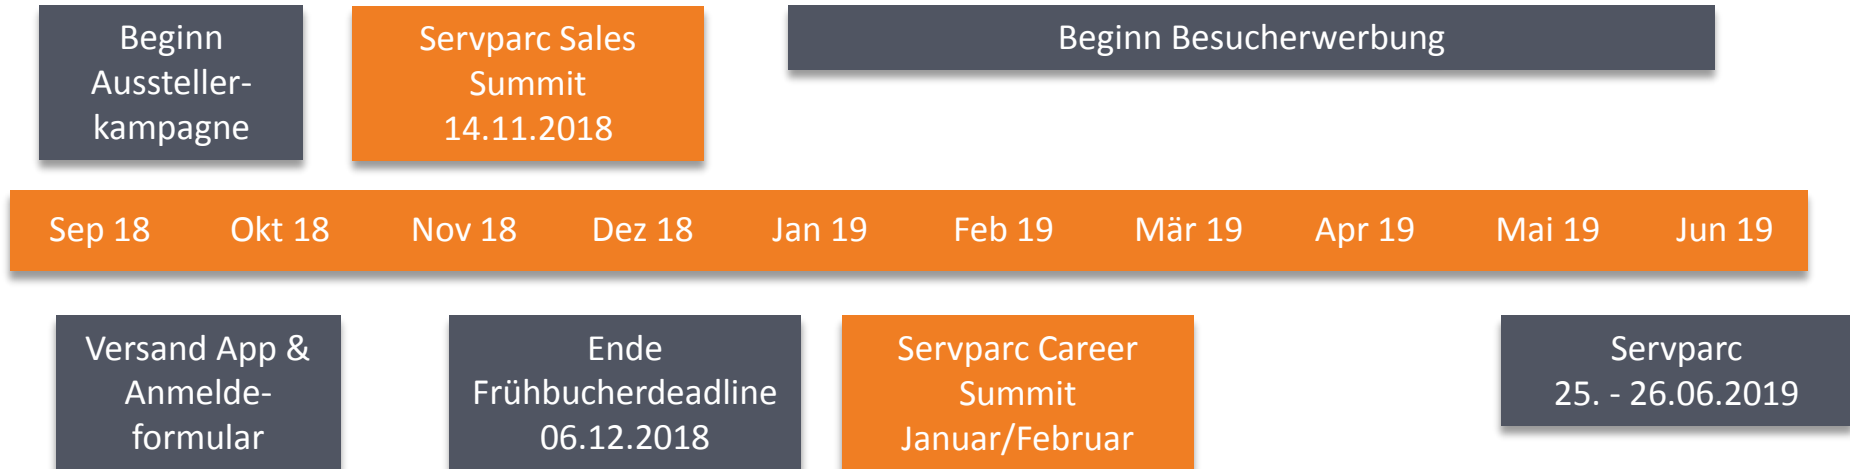 Beginn
Aussteller-
kampagne
Servparc Sales
Summit
14.11.2018
Beginn Besucherwerbung
Sep 18 Okt 18 Nov 18 Dez 18 Jan 19 Feb 19 Mär 19 Apr 19 Mai 19 Jun 19
Versand App &
Anmelde-
formular
Ende
Frühbucherdeadline
06.12.2018
Servparc Career
Summit
Januar/Februar
Servparc
25. - 26.06.2019